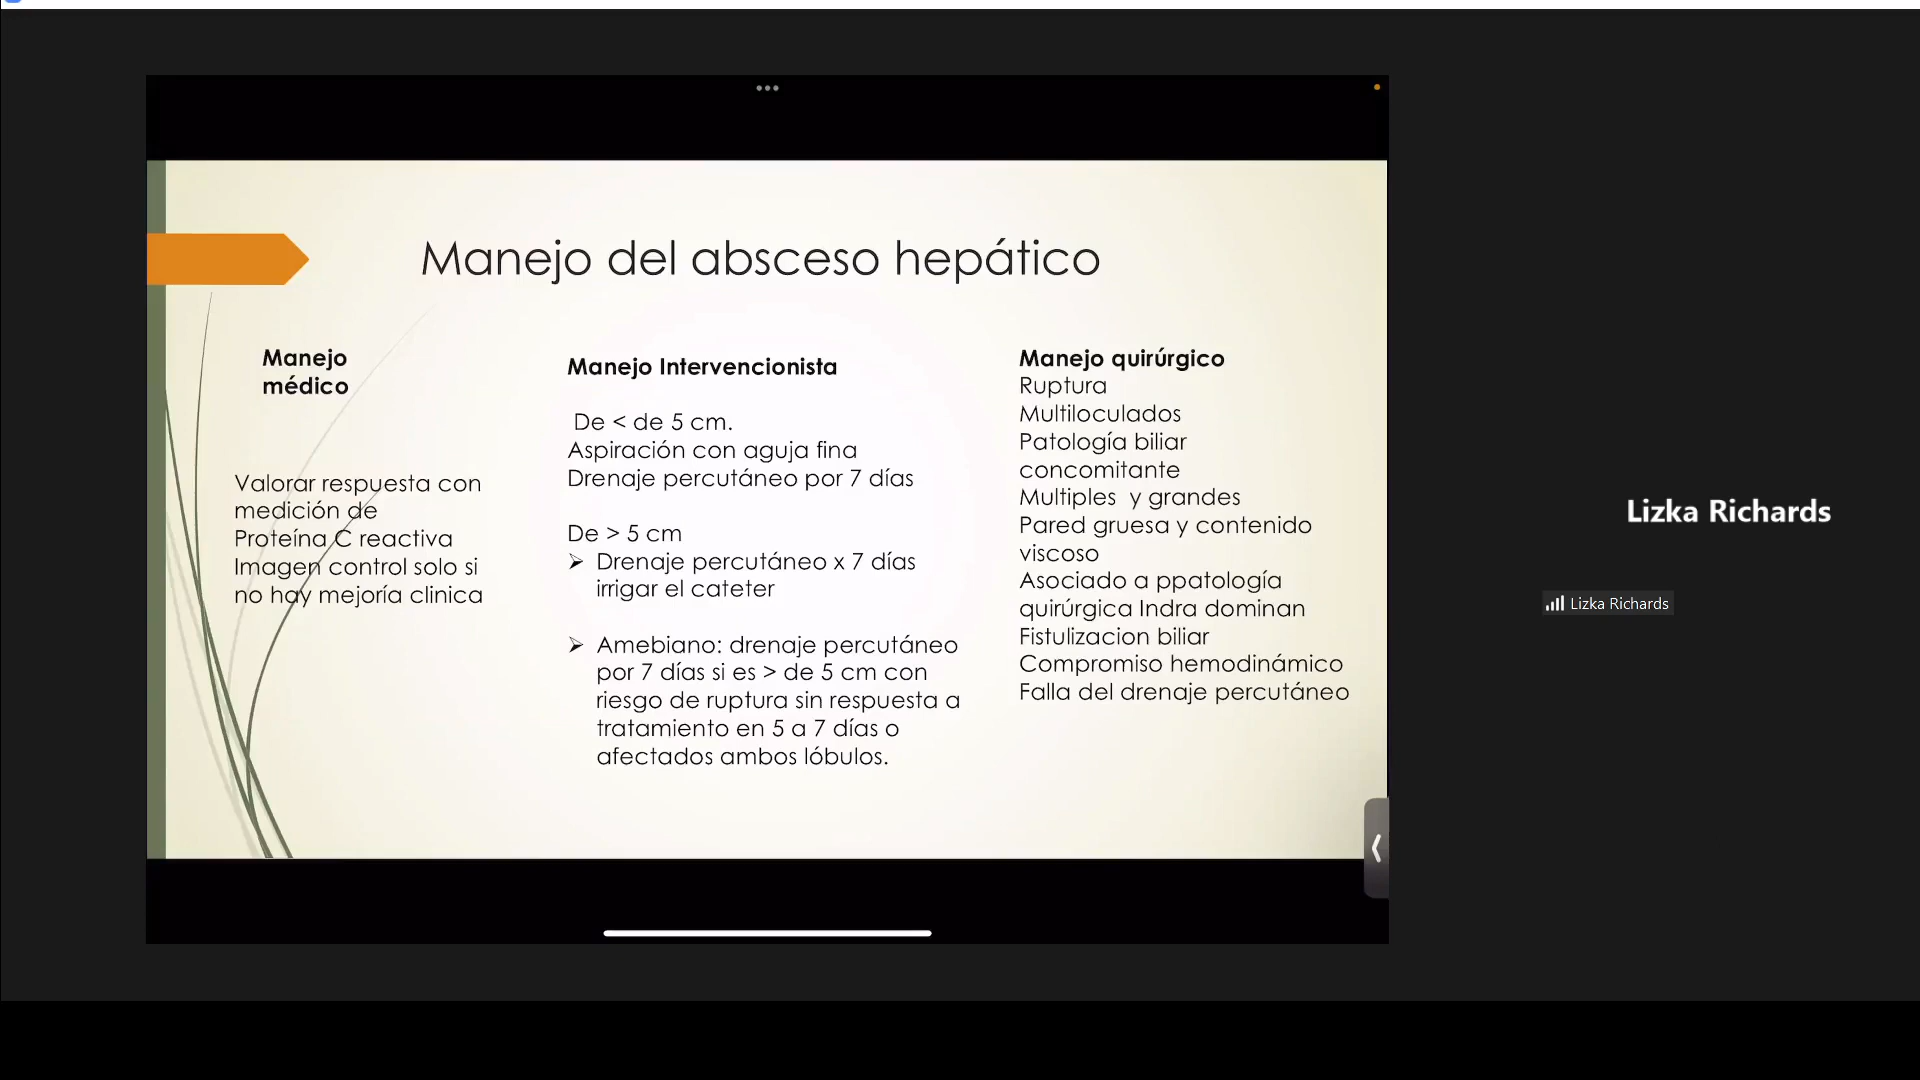 Manejo del absceso hepático
Manejo
médico
Valorar respuesta con
medición de
Proteína C reactiva
Imagen control solo si
no hay mejoría clinica
Manejo Intervencionista
De < de 5 cm.
Aspiración con aguja fina
Drenaje percutáneo por 7 días
De > 5 cm
➢ Drenaje percutáneo x 7 días
irrigar el cateter
➢ Amebiano: drenaje percutáneo
por 7 días si es > de 5 cm con
riesgo de ruptura sin respuesta a
tratamiento en 5 a 7 días o
afectados ambos lóbulos.
Manejo quirúrgico
Ruptura
Multiloculados
Patología biliar
concomitante
Multiples y grandes
Pared gruesa y contenido
viscoso
Asociado a ppatología
quirúrgica Indra dominan
Fistulizacion biliar
Compromiso hemodinámico
Falla del drenaje percutáneo
Lizka Richards
Lizka Richards